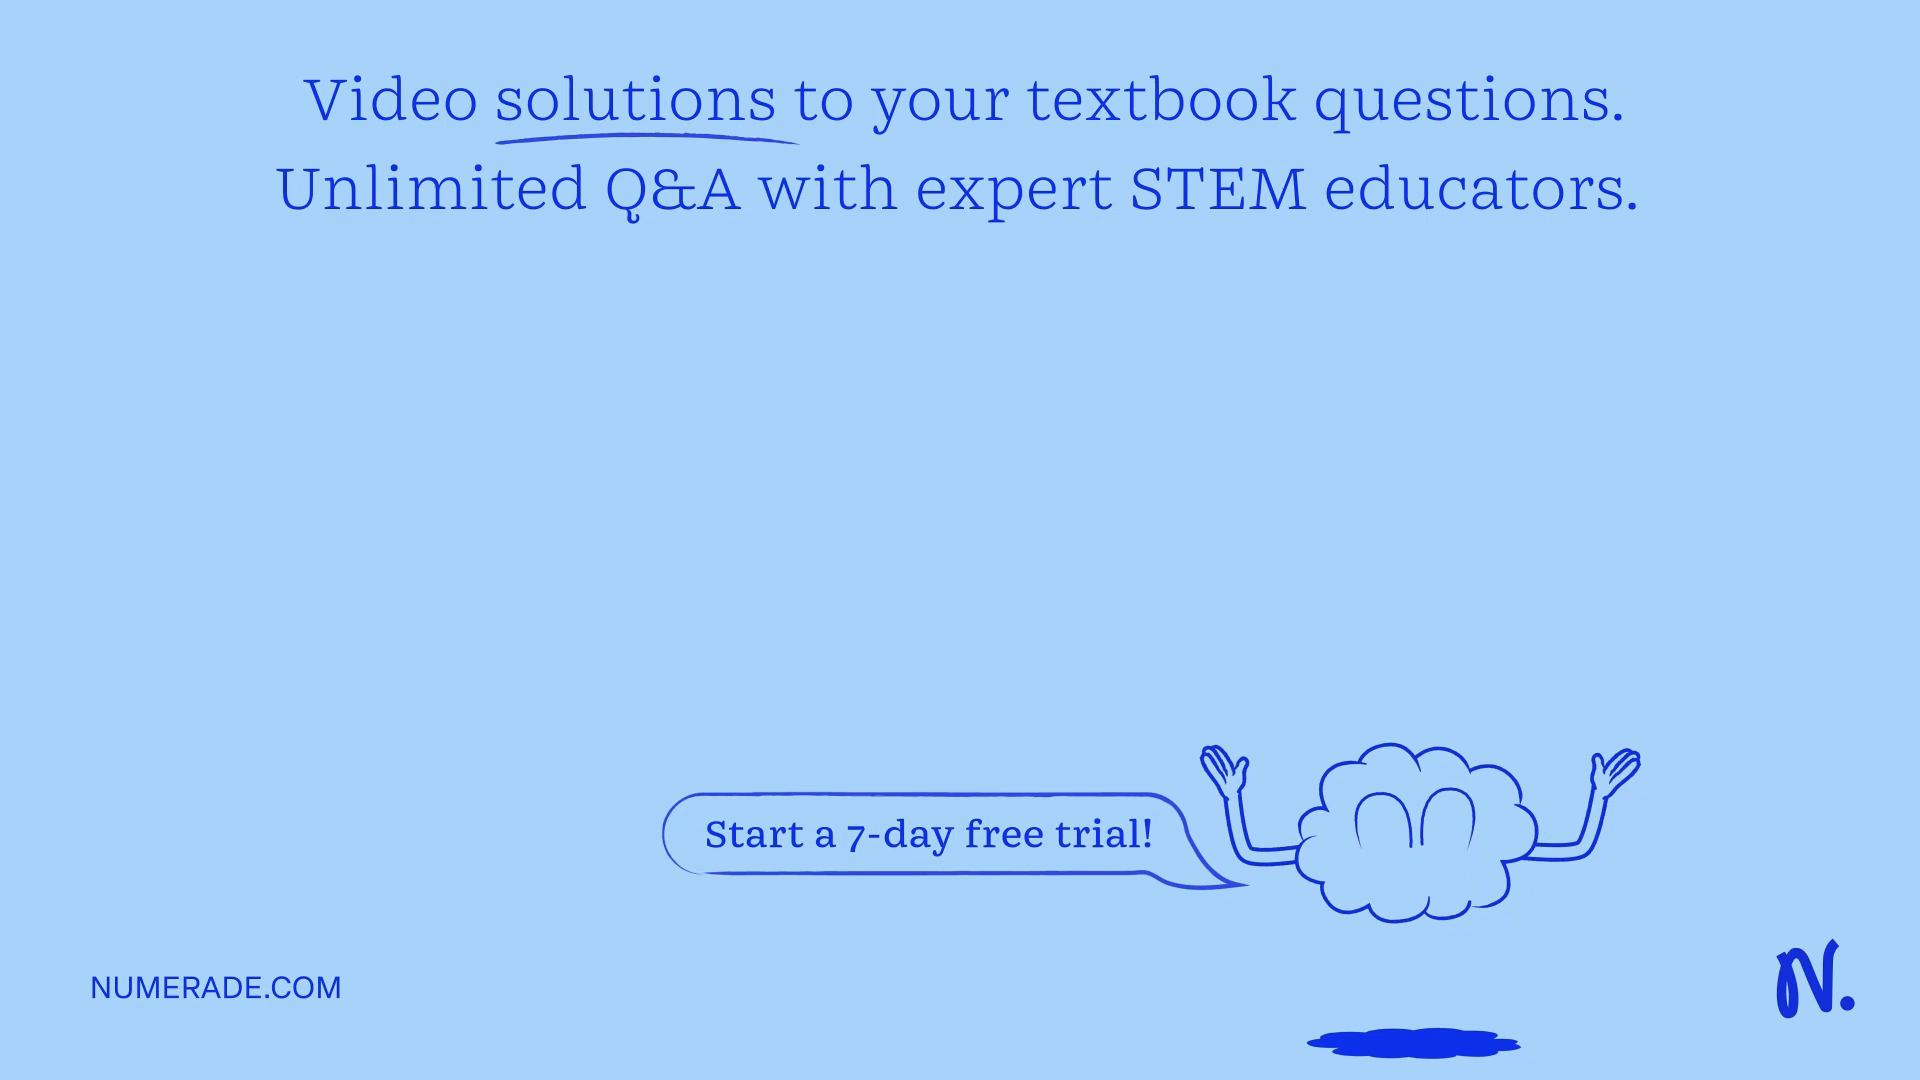 Video solutions to your textbook questions.
Unlimited Q&A with expert STEM educators.
Start a 7-day free trial!
NUMERADE.COM
N.